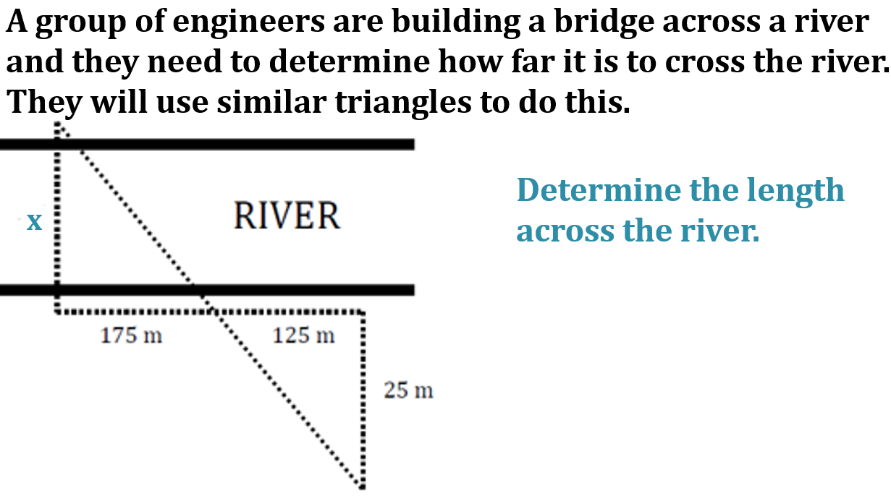 A group of engineers are building a bridge across a river
and they need to determine how far it is to cross the river.
They will use similar triangles to do this.
x
RIVER
Determine the length
across the river.
175 m
125 m
25 m